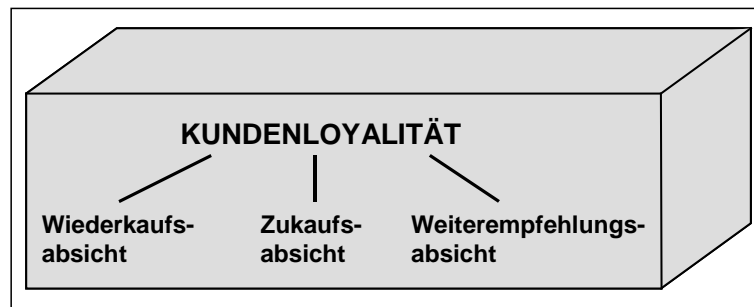 KUNDENLOYALITÄT
Wiederkaufs-
absicht
Zukaufs-
absicht
Weiterempfehlungs-
absicht